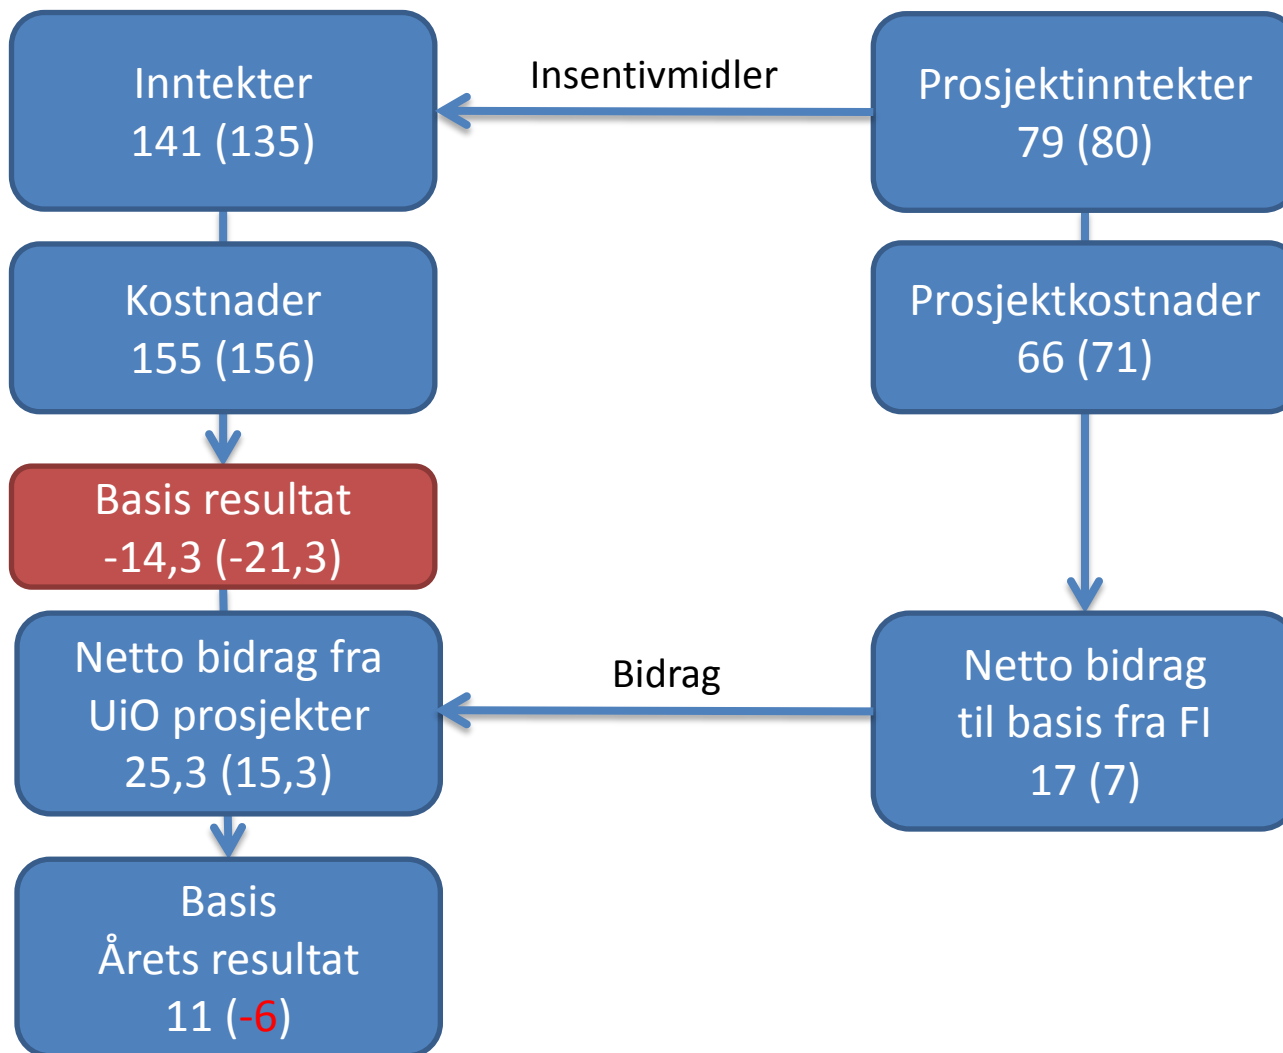 Inntekter
141 (135)
Insentivmidler
Prosjektinntekter
79 (80)
Kostnader
155 (156)
Prosjektkostnader
66 (71)
Basis resultat
-14,3 (-21,3)
Netto bidrag fra
UiO prosjekter
25,3 (15,3)
Bidrag
Netto bidrag
til basis fra FI
17 (7)
Basis
Årets resultat
11 (-6)